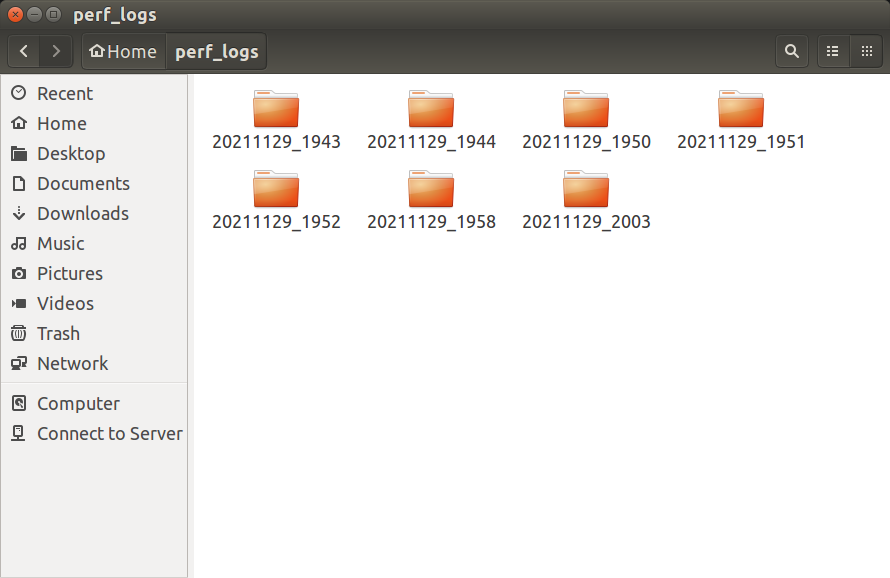 perf_logs
Home perf_logs
Recent
Home
Desktop
Documents
Downloads
Music
Pictures
Videos
Trash
Network
Computer
Connect to Server
20211129_1943 20211129_1944 20211129_1950 20211129_1951
20211129_1952 20211129_1958 20211129_2003